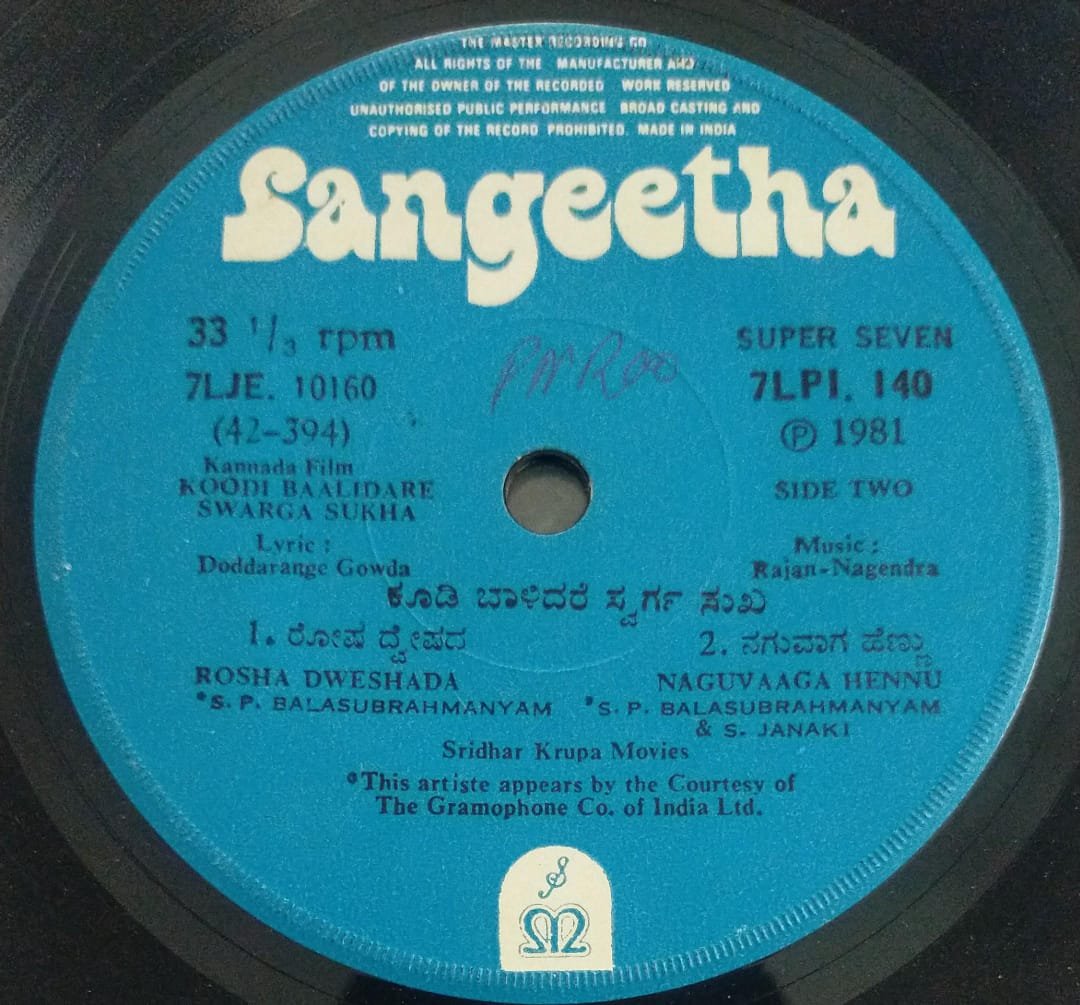 THE MASTER RECORDING CO
ALL RIGHTS OF THE MANUFACTURER AND
OF THE OWNER OF THE RECORDED WORK RESERVED
UNAUTHORISED PUBLIC PERFORMANCE BROAD CASTING AND
COPYING OF THE RECORD PROHIBITED. MADE IN INDIA
Sangeetha
33 1/3 rpm
SUPER SEVEN
7LJE. 10160
7LPI. 140
(42-394)
℗ 1981
Kannada Film
KOODI BAALIDARE
SWARGA SUKHA
SIDE TWO
Lyric :
Doddarange Gowda
Music :
Rajan-Nagendra
ಕೂಡಿ ಬಾಳಿದರೆ ಸ್ವರ್ಗ ಸುಖ
1. ರೋಷ ದ್ವೇಷದ
2. ನಗುವಾಗ ಹೆಣ್ಣು
ROSHA DWESHADA
NAGUVAAGA HENNU
*S. P. BALASUBRAHMANYAM
*S. P. BALASUBRAHMANYAM
& S. JANAKI
Sridhar Krupa Movies
*This artiste appears by the Courtesy of
The Gramophone Co. of India Ltd.